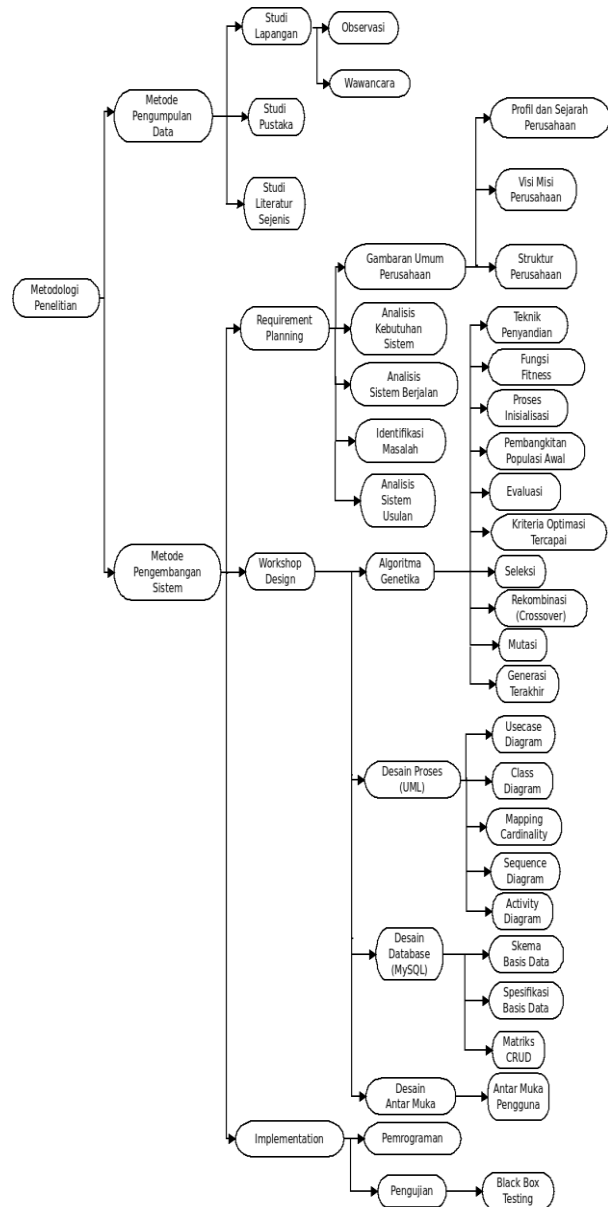 Studi
Lapangan
Observasi
Wawancara
Metode
Pengumpulan
Data
Studi
Pustaka
Studi
Literatur
Sejenis
Profil dan Sejarah
Perusahaan
Visi Misi
Perusahaan
Gambaran Umum
Perusahaan
Struktur
Perusahaan
Metodologi
Penelitian
Requirement
Planning
Analisis
Kebutuhan
Sistem
Analisis
Sistem Berjalan
Identifikasi
Masalah
Analisis
Sistem
Usulan
Teknik
Penyandian
Fungsi
Fitness
Proses
Inisialisasi
Pembangkitan
Populasi Awal
Evaluasi
Kriteria Optimasi
Tercapai
Metode
Pengembangan
Sistem
Workshop
Design
Algoritma
Genetika
Seleksi
Rekombinasi
(Crossover)
Mutasi
Generasi
Terakhir
Desain Proses
(UML)
Usecase
Diagram
Class
Diagram
Mapping
Cardinality
Sequence
Diagram
Activity
Diagram
Desain
Database
(MySQL)
Skema
Basis Data
Spesifikasi
Basis Data
Matriks
CRUD
Desain
Antar Muka
Antar Muka
Pengguna
Implementation
Pemrograman
Pengujian
Black Box
Testing